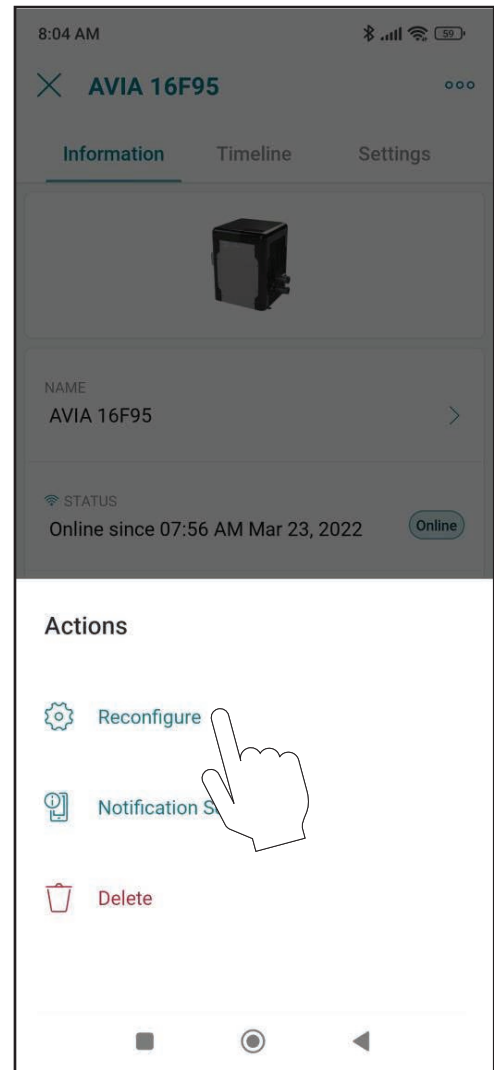 8:04 AM
59
AVIA 16F95
Information Timeline Settings
NAME
AVIA 16F95
STATUS
Online since 07:56 AM Mar 23, 2022 Online
Actions
Reconfigure
Notification
Delete